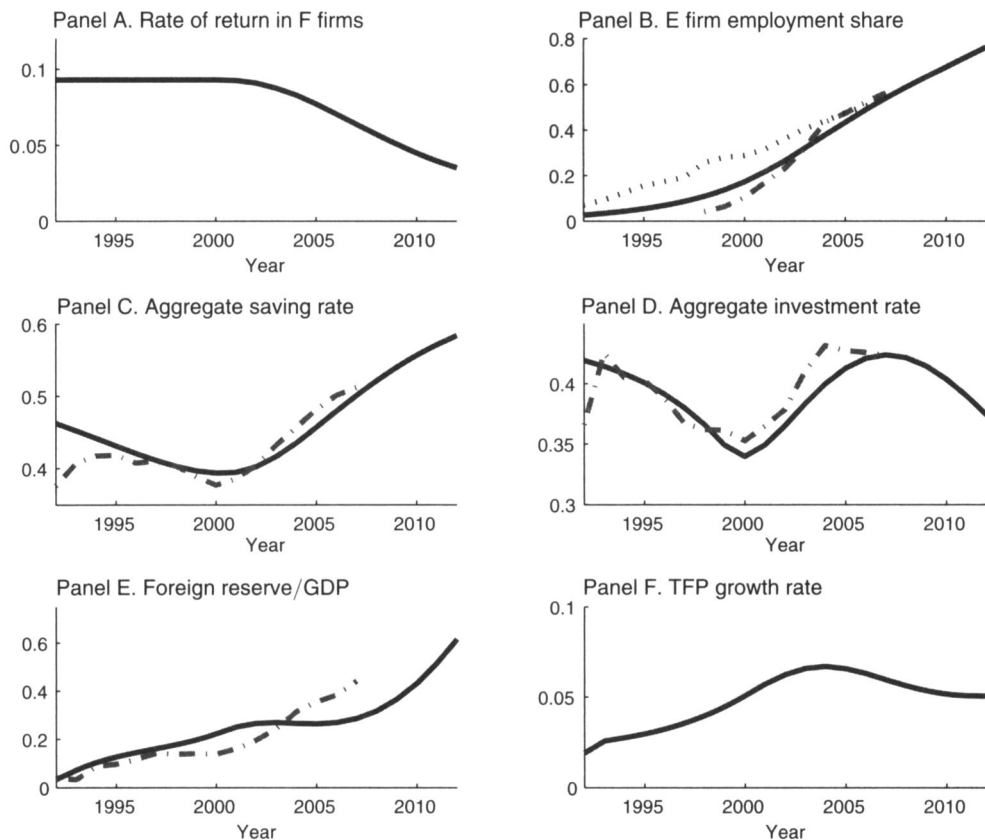 Panel A. Rate of return in F firms
0.1
0.05
0
1995 2000 2005 2010
Year
Panel B. E firm employment share
0.8
0.6
0.4
0.2
0
1995 2000 2005 2010
Year
Panel C. Aggregate saving rate
0.6
0.5
0.4
1995 2000 2005 2010
Year
Panel D. Aggregate investment rate
0.4
0.35
0.3
1995 2000 2005 2010
Year
Panel E. Foreign reserve/GDP
0.6
0.4
0.2
0
1995 2000 2005 2010
Year
Panel F. TFP growth rate
0.1
0.05
0
1995 2000 2005 2010
Year